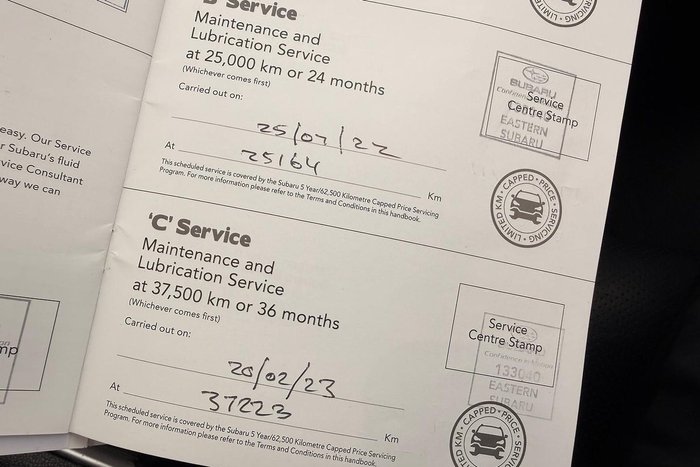 LIMITED KM • SERVICING
'B' Service
Maintenance and
Lubrication Service
at 25,000 km or 24 months
(Whichever comes first)
Carried out on:
25/07/22
At 25164 Km
This scheduled service is covered by the Subaru 5 Year/62,500 Kilometre Capped Price Servicing
Program. For more information please refer to the Terms and Conditions in this handbook.
Service
Centre Stamp
SUBARU
EASTERN
SUBARU
LIMITED KM • CAPPED • PRICE • SERVICING
easy. Our Service
Subaru's fluid
vice Consultant
way we can
'C' Service
Maintenance and
Lubrication Service
at 37,500 km or 36 months
(Whichever comes first)
Carried out on:
20/02/23
At 37223 Km
This scheduled service is covered by the Subaru 5 Year/62,500 Kilometre Capped Price Servicing
Program. For more information please refer to the Terms and Conditions in this handbook.
Service
Centre Stamp
Confidence in Motion
133040
EASTERN
SUBARU
LIMITED KM • CAPPED • PRICE • SERVICING
mp